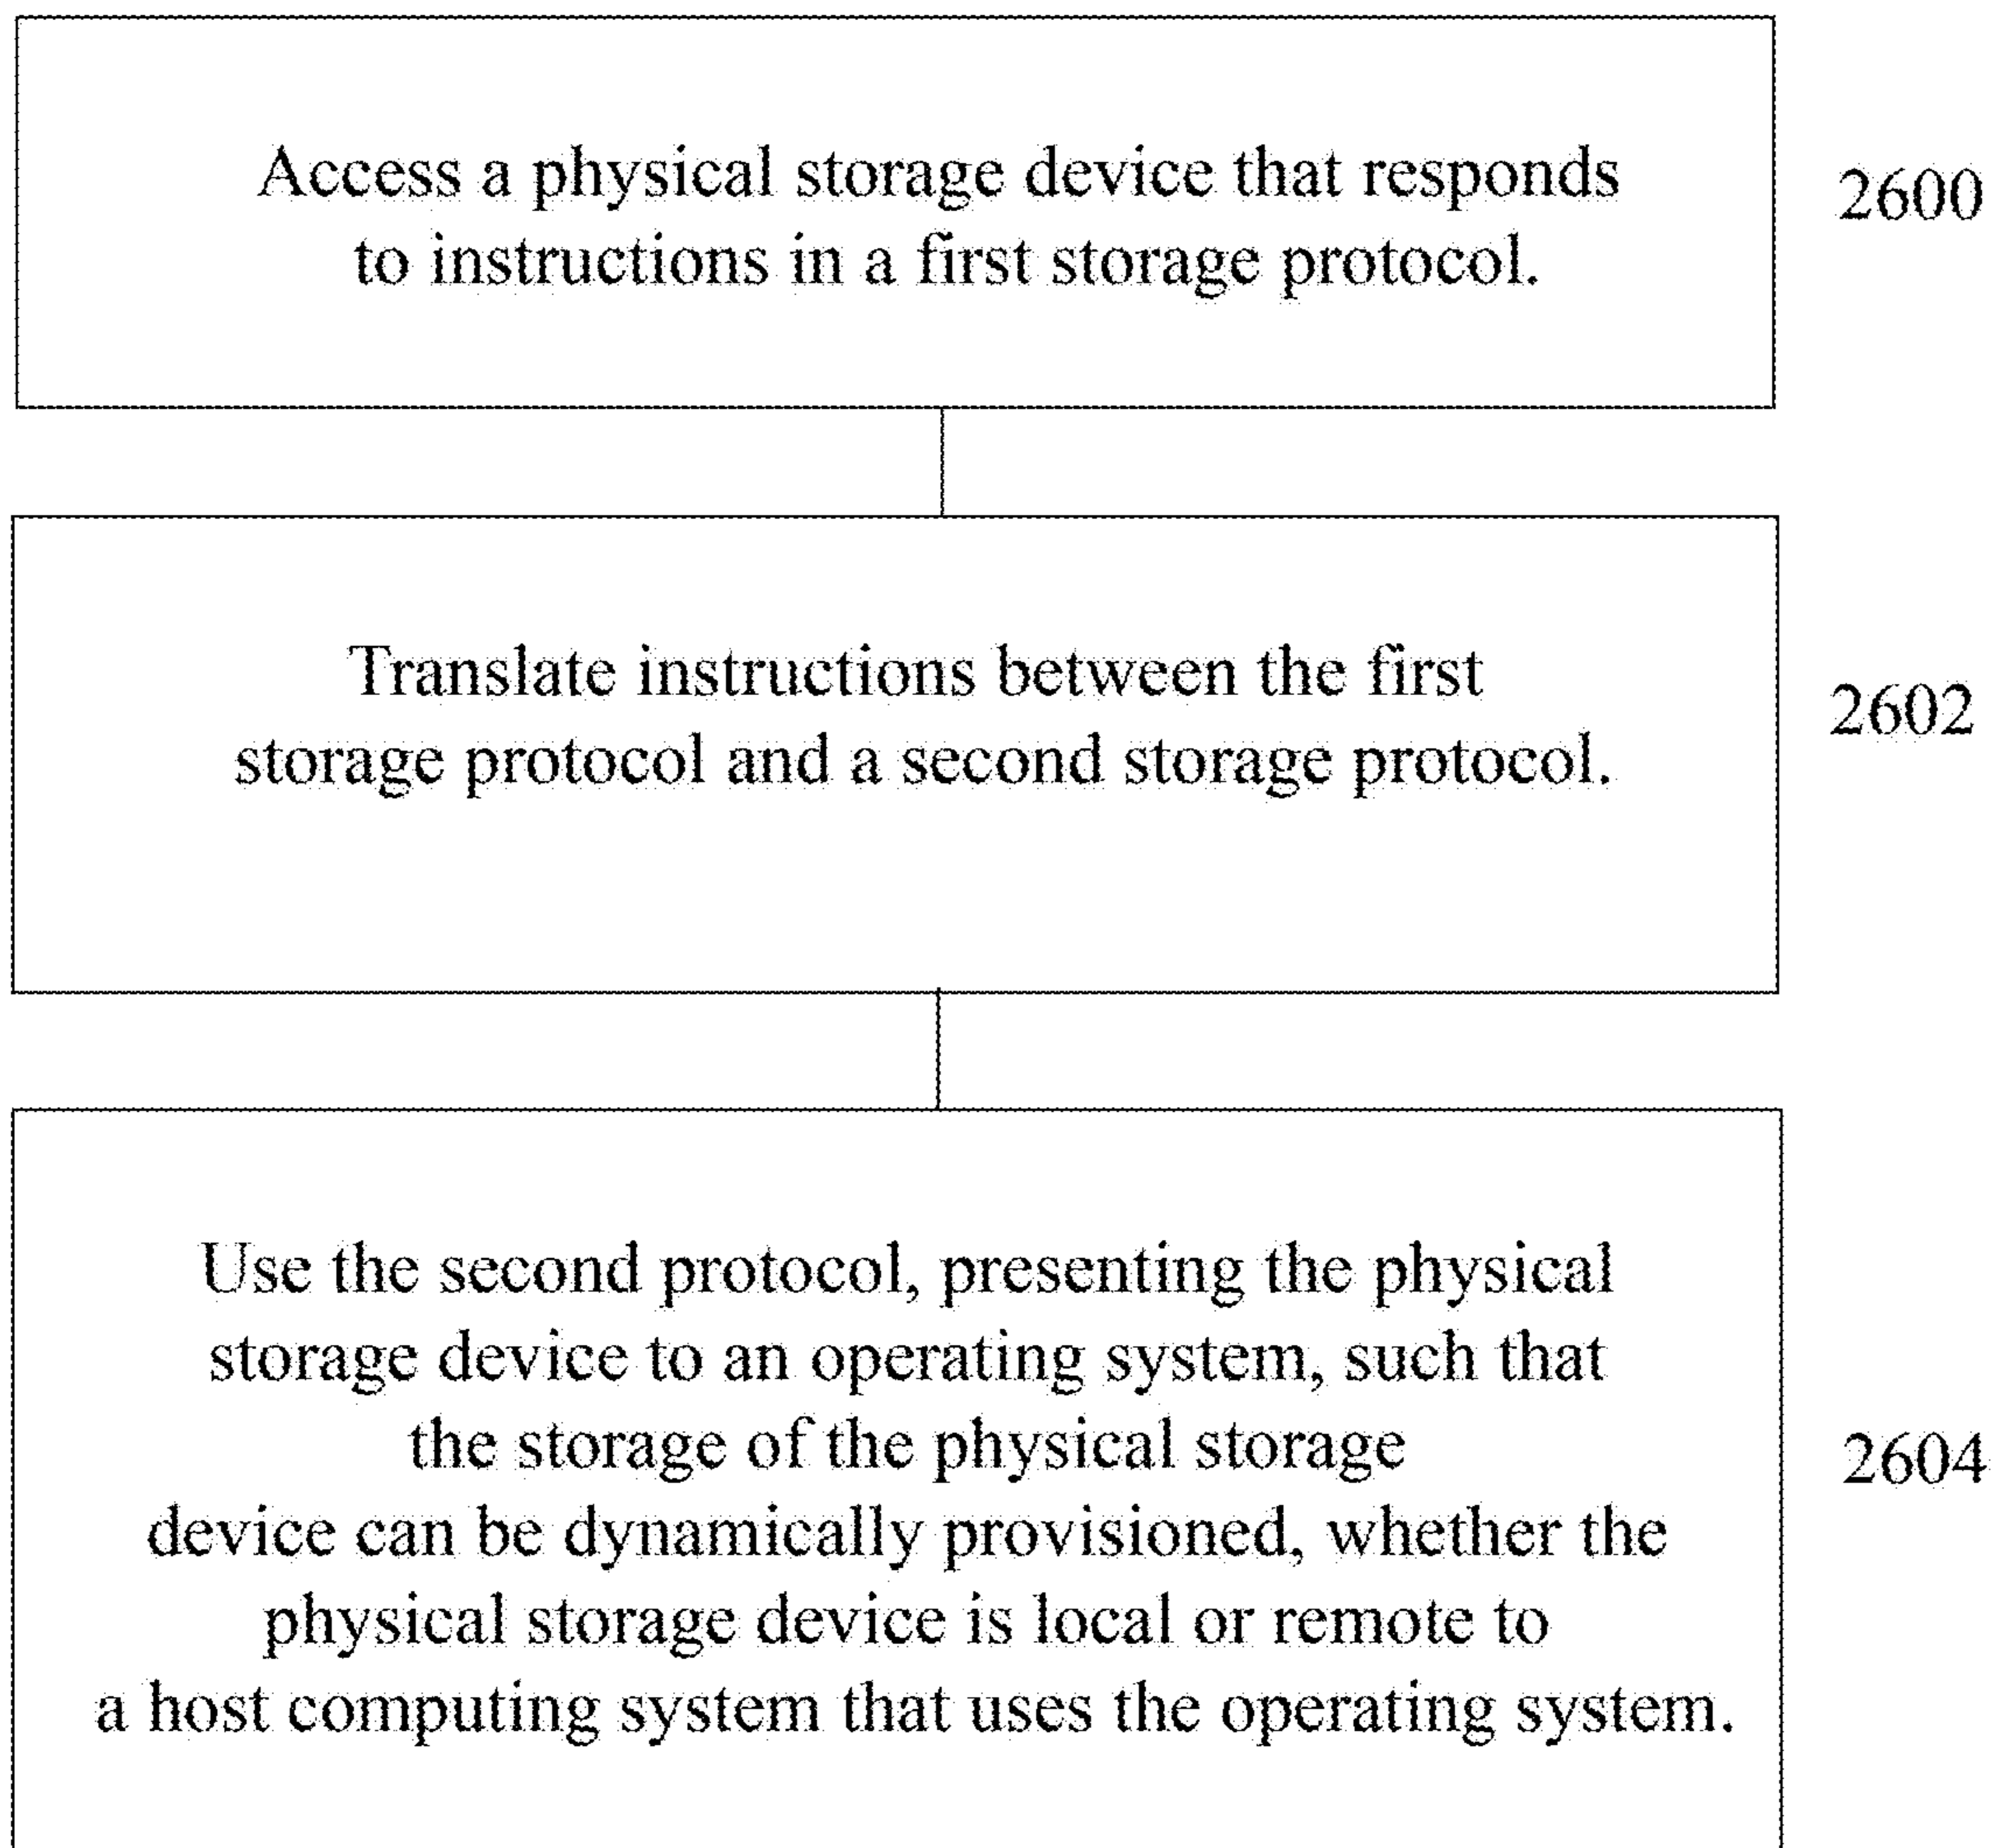 Access a physical storage device that responds
to instructions in a first storage protocol.
2600
Translate instructions between the first
storage protocol and a second storage protocol.
2602
Use the second protocol, presenting the physical
storage device to an operating system, such that
the storage of the physical storage
device can be dynamically provisioned, whether the
physical storage device is local or remote to
a host computing system that uses the operating system.
2604